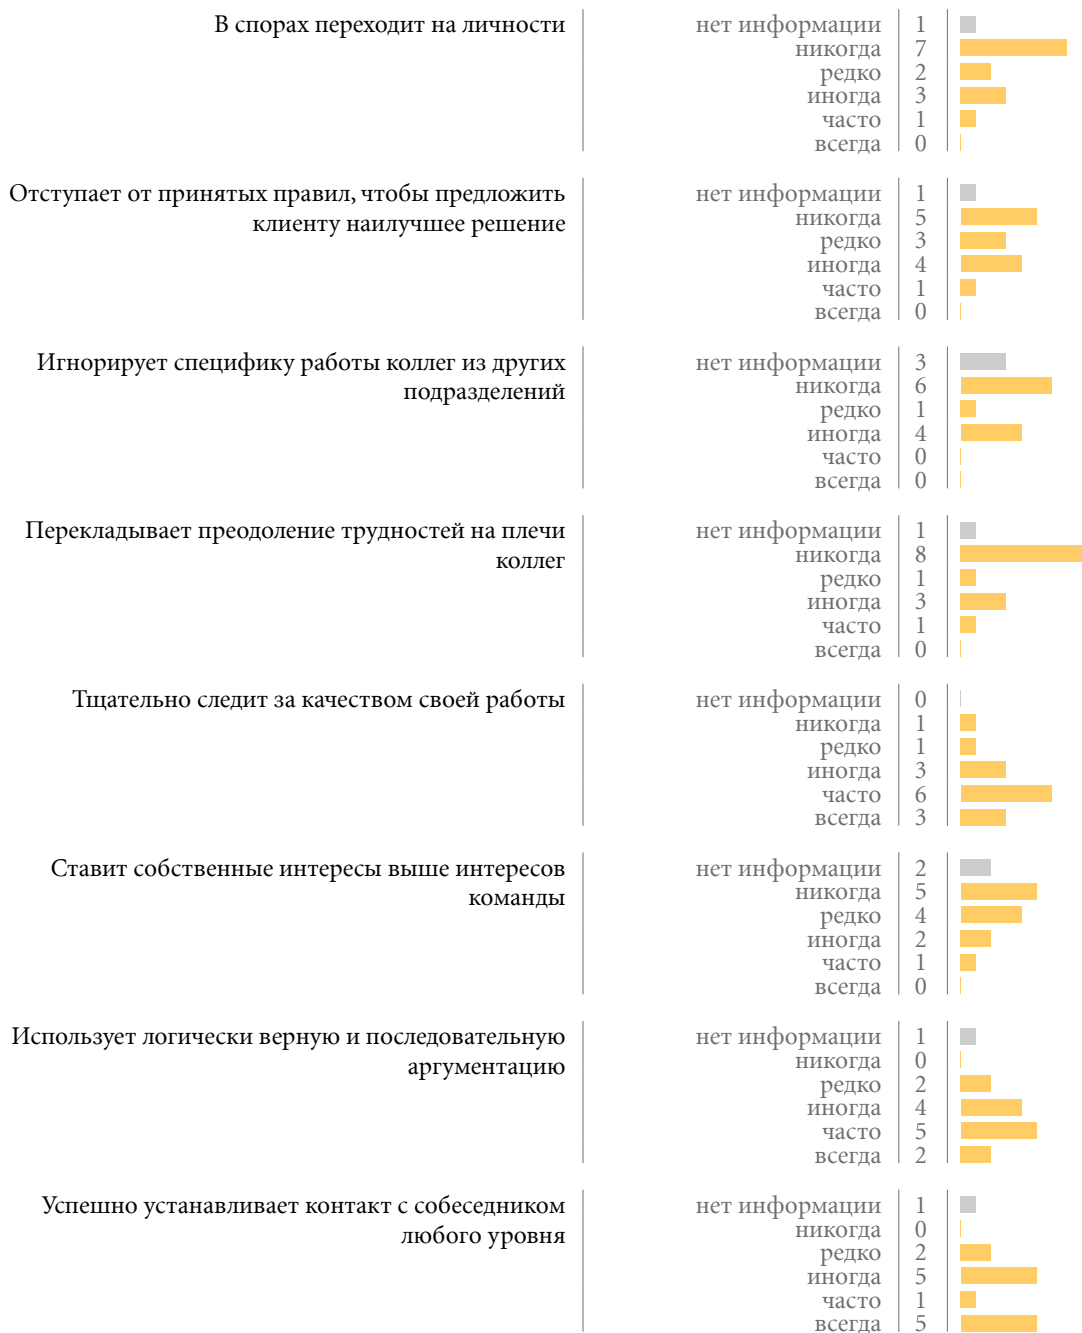 В спорах переходит на личности
нет информации 1
никогда 7
редко 2
иногда 3
часто 1
всегда 0
Отступает от принятых правил, чтобы предложить
клиенту наилучшее решение
нет информации 1
никогда 5
редко 3
иногда 4
часто 1
всегда 0
Игнорирует специфику работы коллег из других
подразделений
нет информации 3
никогда 6
редко 1
иногда 4
часто 0
всегда 0
Перекладывает преодоление трудностей на плечи
коллег
нет информации 1
никогда 8
редко 1
иногда 3
часто 1
всегда 0
Тщательно следит за качеством своей работы
нет информации 0
никогда 1
редко 1
иногда 3
часто 6
всегда 3
Ставит собственные интересы выше интересов
команды
нет информации 2
никогда 5
редко 4
иногда 2
часто 1
всегда 0
Использует логически верную и последовательную
аргументацию
нет информации 1
никогда 0
редко 2
иногда 4
часто 5
всегда 2
Успешно устанавливает контакт с собеседником
любого уровня
нет информации 1
никогда 0
редко 2
иногда 5
часто 1
всегда 5